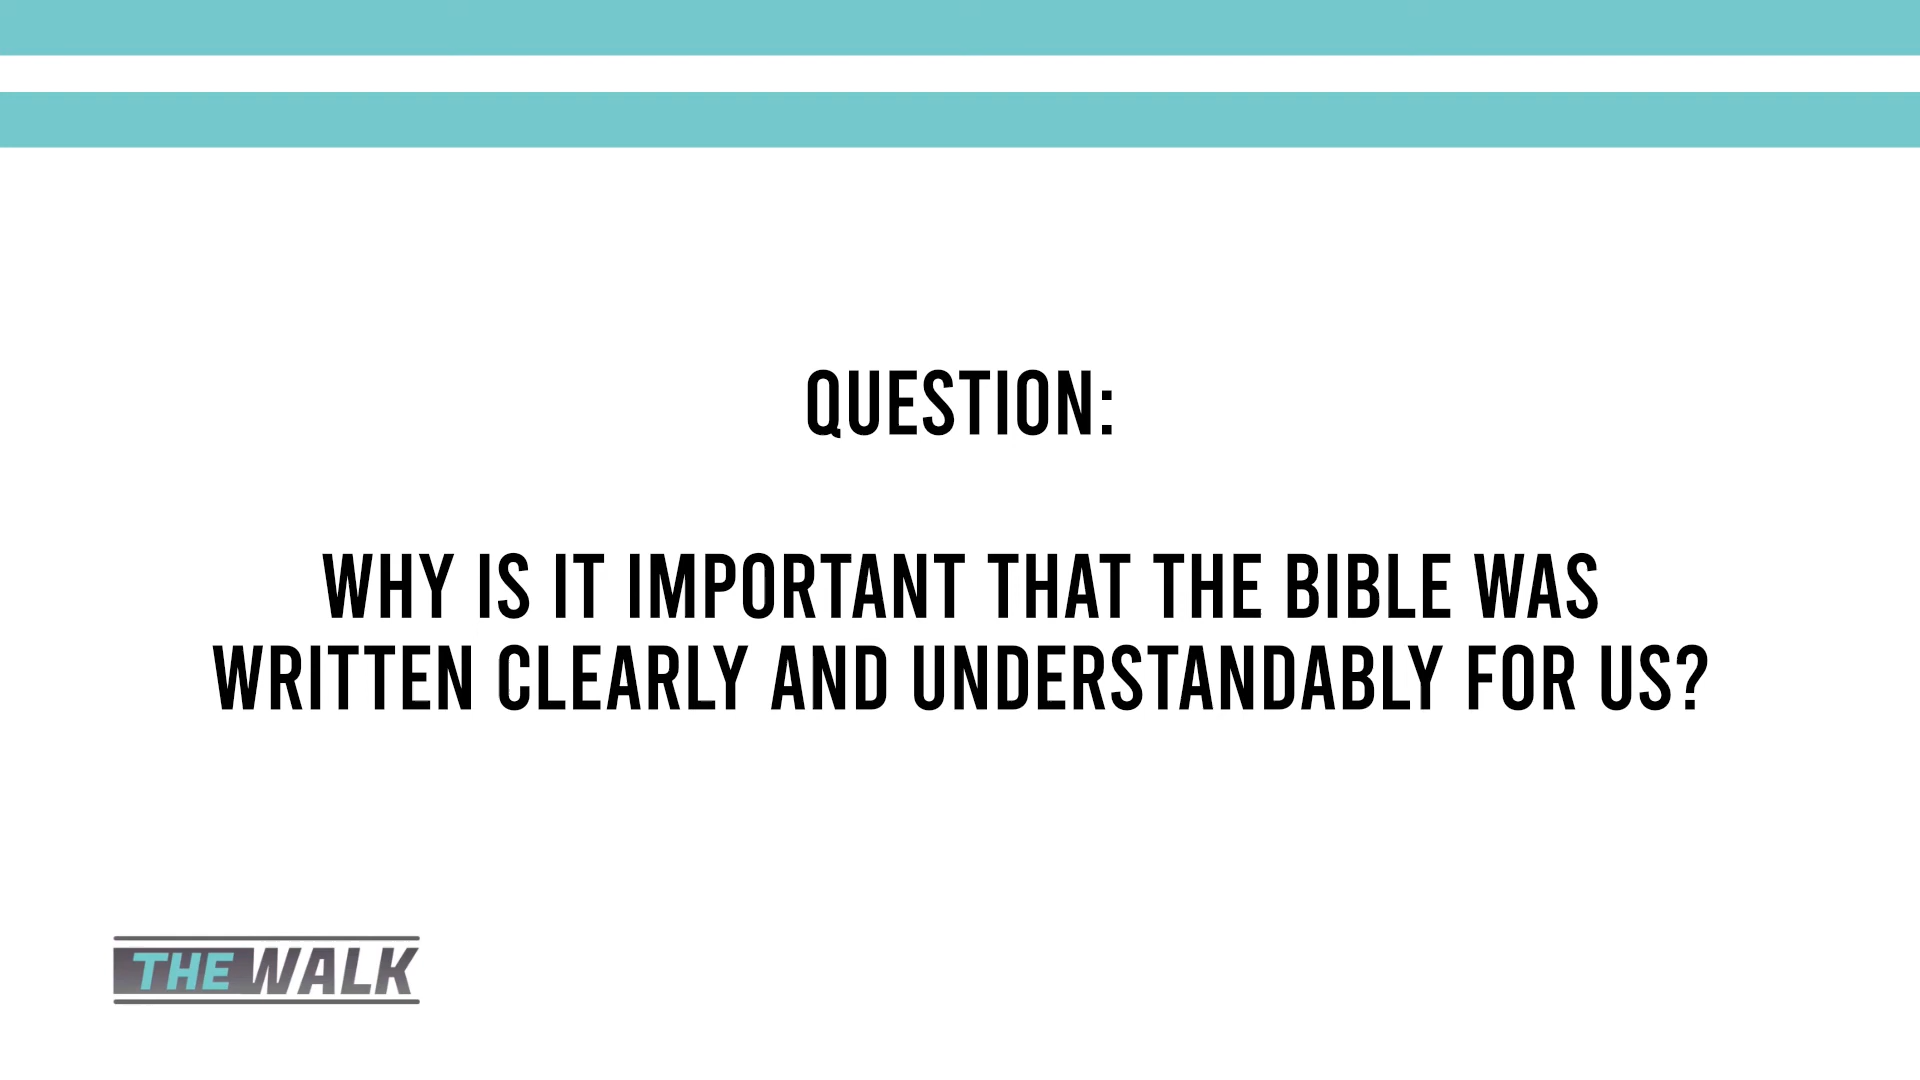 QUESTION:
WHY IS IT IMPORTANT THAT THE BIBLE WAS
WRITTEN CLEARLY AND UNDERSTANDABLY FOR US?
THE WALK